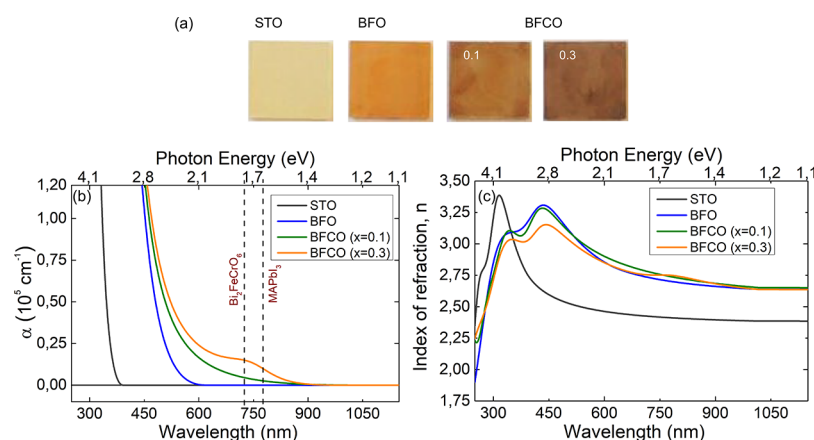 (a)
STO BFO BFCO
0.1 0.3
Photon Energy (eV)
4,1 2,8 2,1 1,7 1,4 1,2 1,1
(b)
1,20
1,00
0,75
0,50
0,25
0,00
α (10⁵ cm⁻¹)
STO
BFO
BFCO (x=0.1)
BFCO (x=0.3)
Bi₂FeCrO₆
MAPbI₃
300 450 600 750 900 1050
Wavelength (nm)
Photon Energy (eV)
4,1 2,8 2,1 1,7 1,4 1,2 1,1
(c)
3,50
3,25
3,00
2,75
2,50
2,25
2,00
1,75
Index of refraction, n
STO
BFO
BFCO (x=0.1)
BFCO (x=0.3)
300 450 600 750 900 1050
Wavelength (nm)